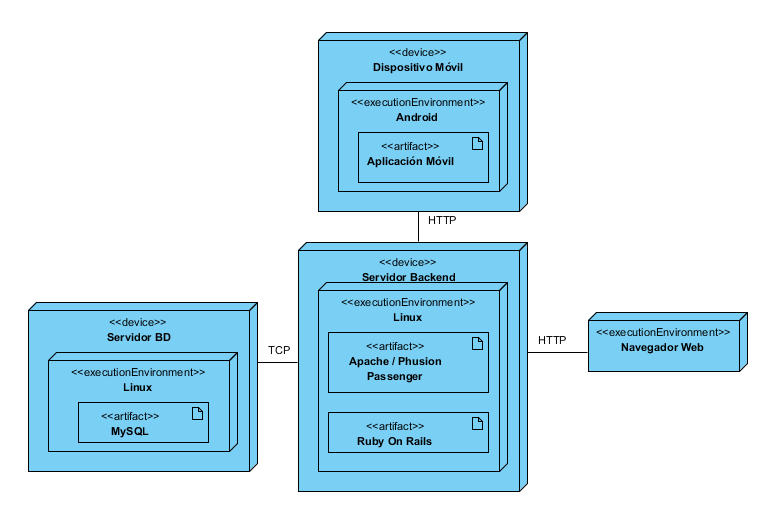 <<device>>
Dispositivo Móvil
<<executionEnvironment>>
Android
<<artifact>>
Aplicación Móvil
HTTP
<<device>>
Servidor Backend
<<executionEnvironment>>
Linux
<<artifact>>
Apache / Phusion
Passenger
<<artifact>>
Ruby On Rails
<<device>>
Servidor BD
<<executionEnvironment>>
Linux
<<artifact>>
MySQL
TCP
HTTP
<<executionEnvironment>>
Navegador Web